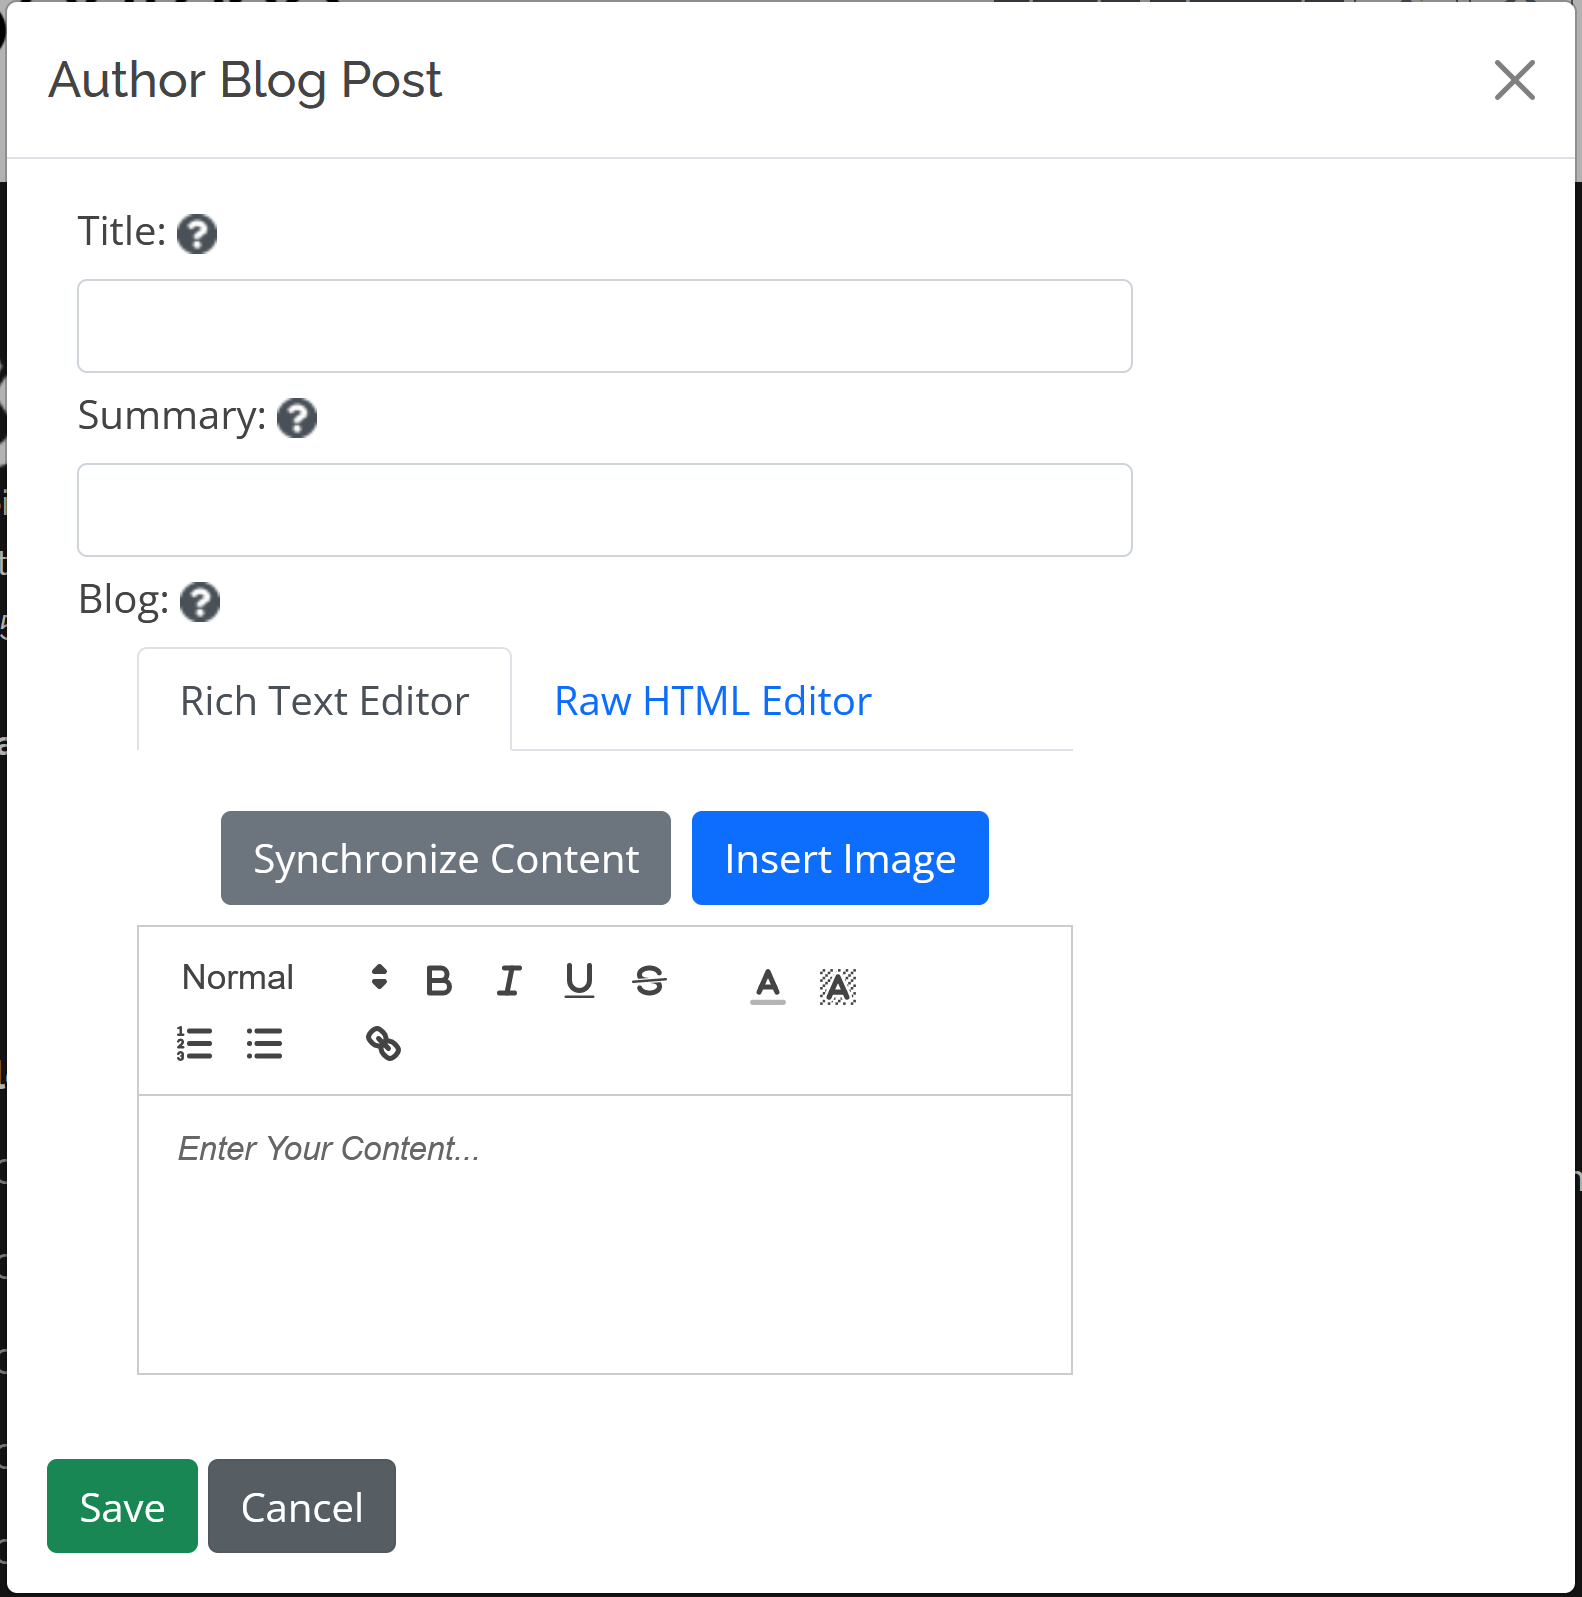 Author Blog Post
Title:
Summary:
Blog:
Rich Text Editor Raw HTML Editor
Synchronize Content Insert Image
Normal
Enter Your Content...
Save Cancel